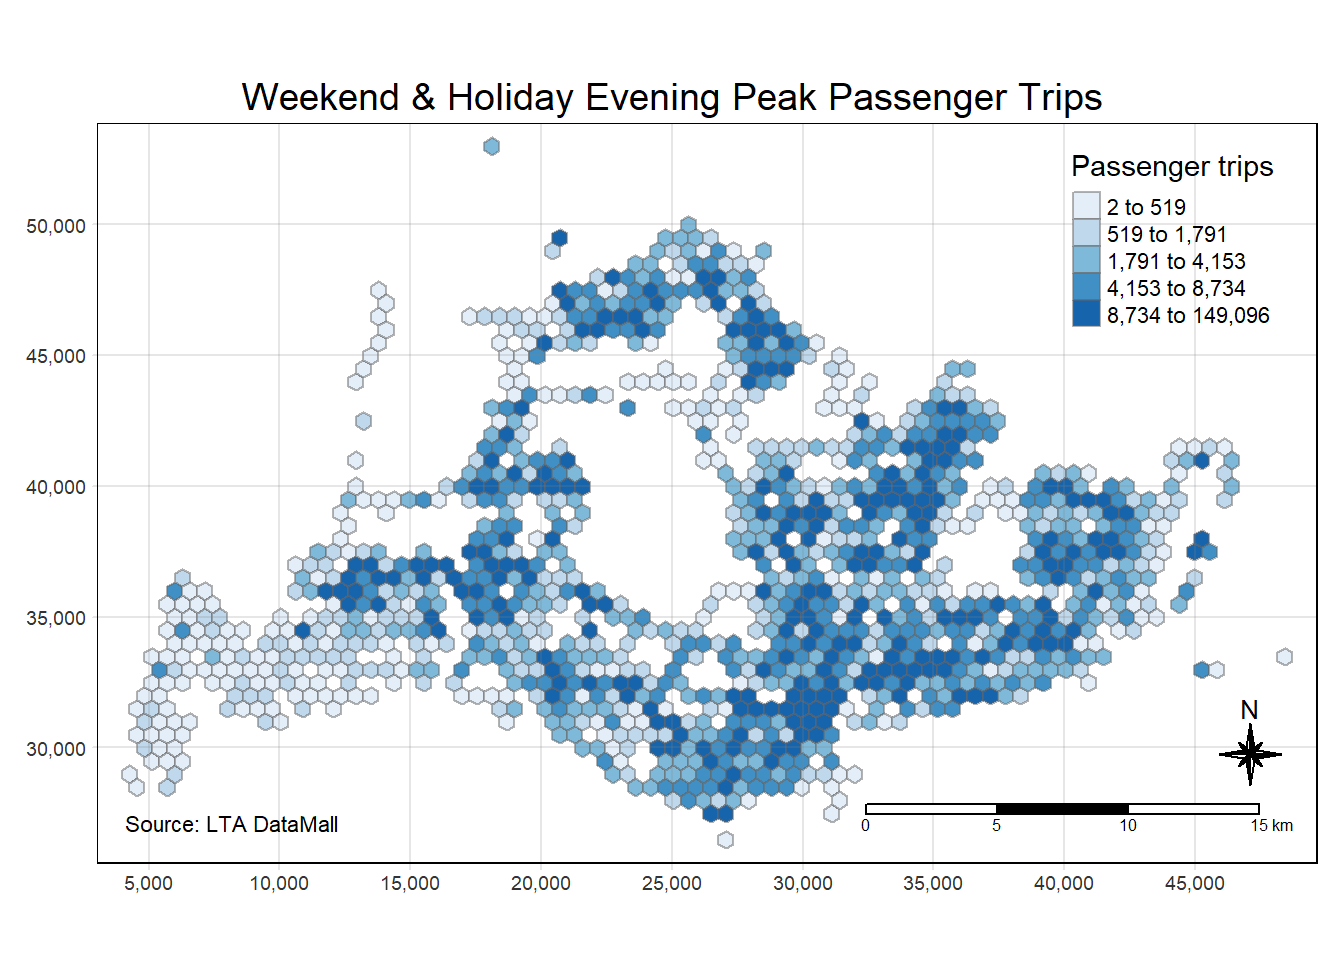 Weekend & Holiday Evening Peak Passenger Trips
Passenger trips
2 to 519
519 to 1,791
1,791 to 4,153
4,153 to 8,734
8,734 to 149,096
50,000
45,000
40,000
35,000
30,000
N
Source: LTA DataMall
0 5 10 15 km
5,000 10,000 15,000 20,000 25,000 30,000 35,000 40,000 45,000